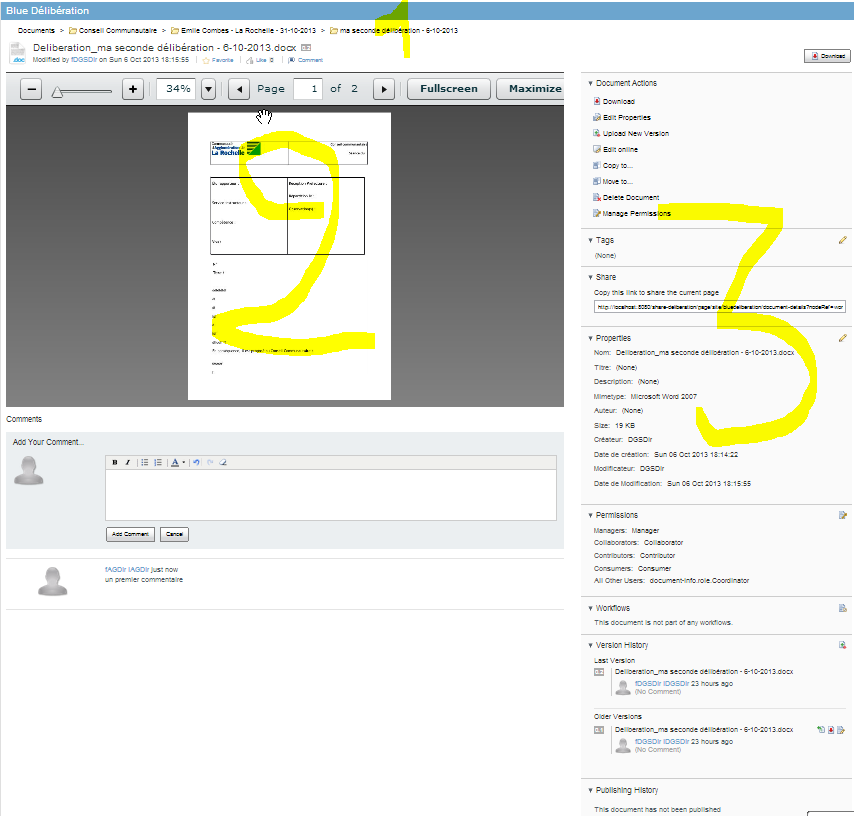 Blue Délibération
Documents > Conseil Communautaire > Emilie Combes - La Rochelle - 31-10-2013 > ma seconde délibération - 6-10-2013
1
Deliberation_ma seconde délibération - 6-10-2013.docx
Modified by fDGSDir on Sun 6 Oct 2013 18:15:55 Favorite Like 0 Comment
Download
34% Page 1 of 2 Fullscreen Maximize
2
La Rochelle
Compétence :
Comments
Add Your Comment...
B I A
Add Comment Cancel
fAGDir lAGDir just now
un premier commentaire
3
Document Actions
Download
Edit Properties
Upload New Version
Edit online
Copy to...
Move to...
Delete Document
Manage Permissions
Tags
(None)
Share
Copy this link to share the current page
http://localhost:8080/share-deliberation/page/site/bluedeliberation/document-details?nodeRef=wor
Properties
Nom: Deliberation_ma seconde délibération - 6-10-2013.docx
Titre: (None)
Description: (None)
Mimetype: Microsoft Word 2007
Auteur: (None)
Size: 19 KB
Créateur: DGSDir
Date de création: Sun 06 Oct 2013 18:14:22
Modificateur: DGSDir
Date de Modification: Sun 06 Oct 2013 18:15:55
Permissions
Managers: Manager
Collaborators: Collaborator
Contributors: Contributor
Consumers: Consumer
All Other Users: document-info.role.Coordinator
Workflows
This document is not part of any workflows.
Version History
Last Version
Deliberation_ma seconde délibération - 6-10-2013.docx
fDGSDir lDGSDir 23 hours ago
(No Comment)
Older Versions
Deliberation_ma seconde délibération - 6-10-2013.docx
fDGSDir lDGSDir 23 hours ago
(No Comment)
Publishing History
This document has not been published